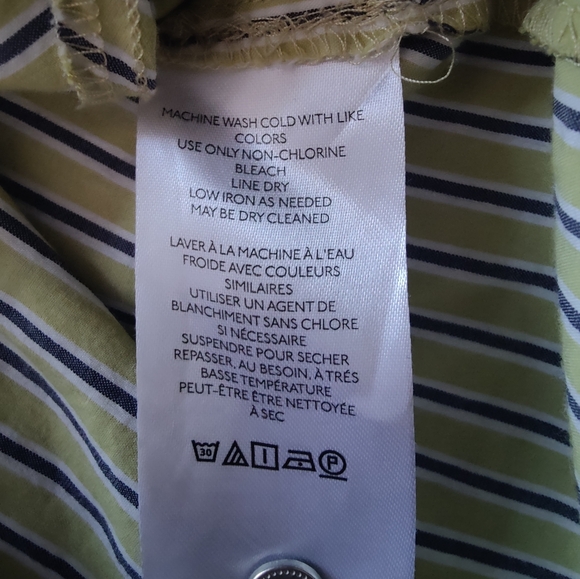 MACHINE WASH COLD WITH LIKE
COLORS
USE ONLY NON-CHLORINE
BLEACH
LINE DRY
LOW IRON AS NEEDED
MAY BE DRY CLEANED
LAVER À LA MACHINE À L'EAU
FROIDE AVEC COULEURS
SIMILAIRES
UTILISER UN AGENT DE
BLANCHIMENT SANS CHLORE
SI NÉCESSAIRE
SUSPENDRE POUR SECHER
REPASSER, AU BESOIN, À TRÉS
BASSE TEMPÉRATURE
PEUT-ÊTRE ÊTRE NETTOYÉE
À SEC
30 P